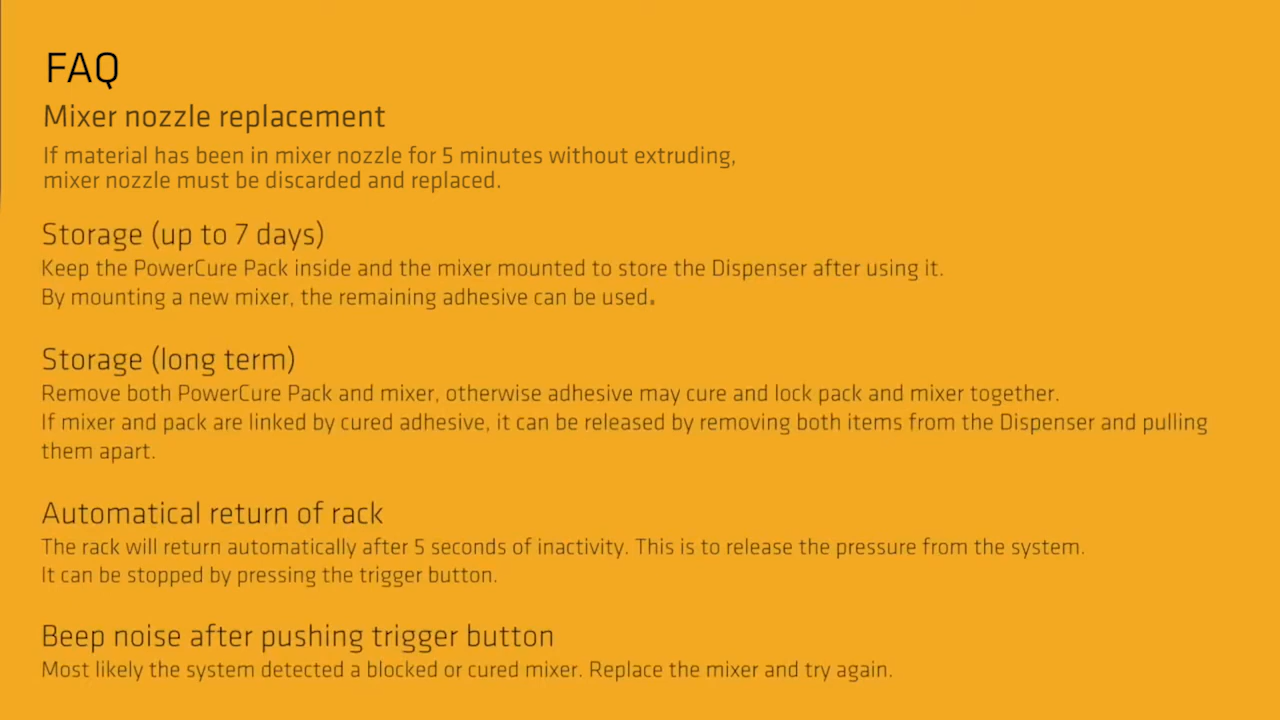 FAQ
Mixer nozzle replacement
If material has been in mixer nozzle for 5 minutes without extruding,
mixer nozzle must be discarded and replaced.
Storage (up to 7 days)
Keep the PowerCure Pack inside and the mixer mounted to store the Dispenser after using it.
By mounting a new mixer, the remaining adhesive can be used.
Storage (long term)
Remove both PowerCure Pack and mixer, otherwise adhesive may cure and lock pack and mixer together.
If mixer and pack are linked by cured adhesive, it can be released by removing both items from the Dispenser and pulling
them apart.
Automatical return of rack
The rack will return automatically after 5 seconds of inactivity. This is to release the pressure from the system.
It can be stopped by pressing the trigger button.
Beep noise after pushing trigger button
Most likely the system detected a blocked or cured mixer. Replace the mixer and try again.